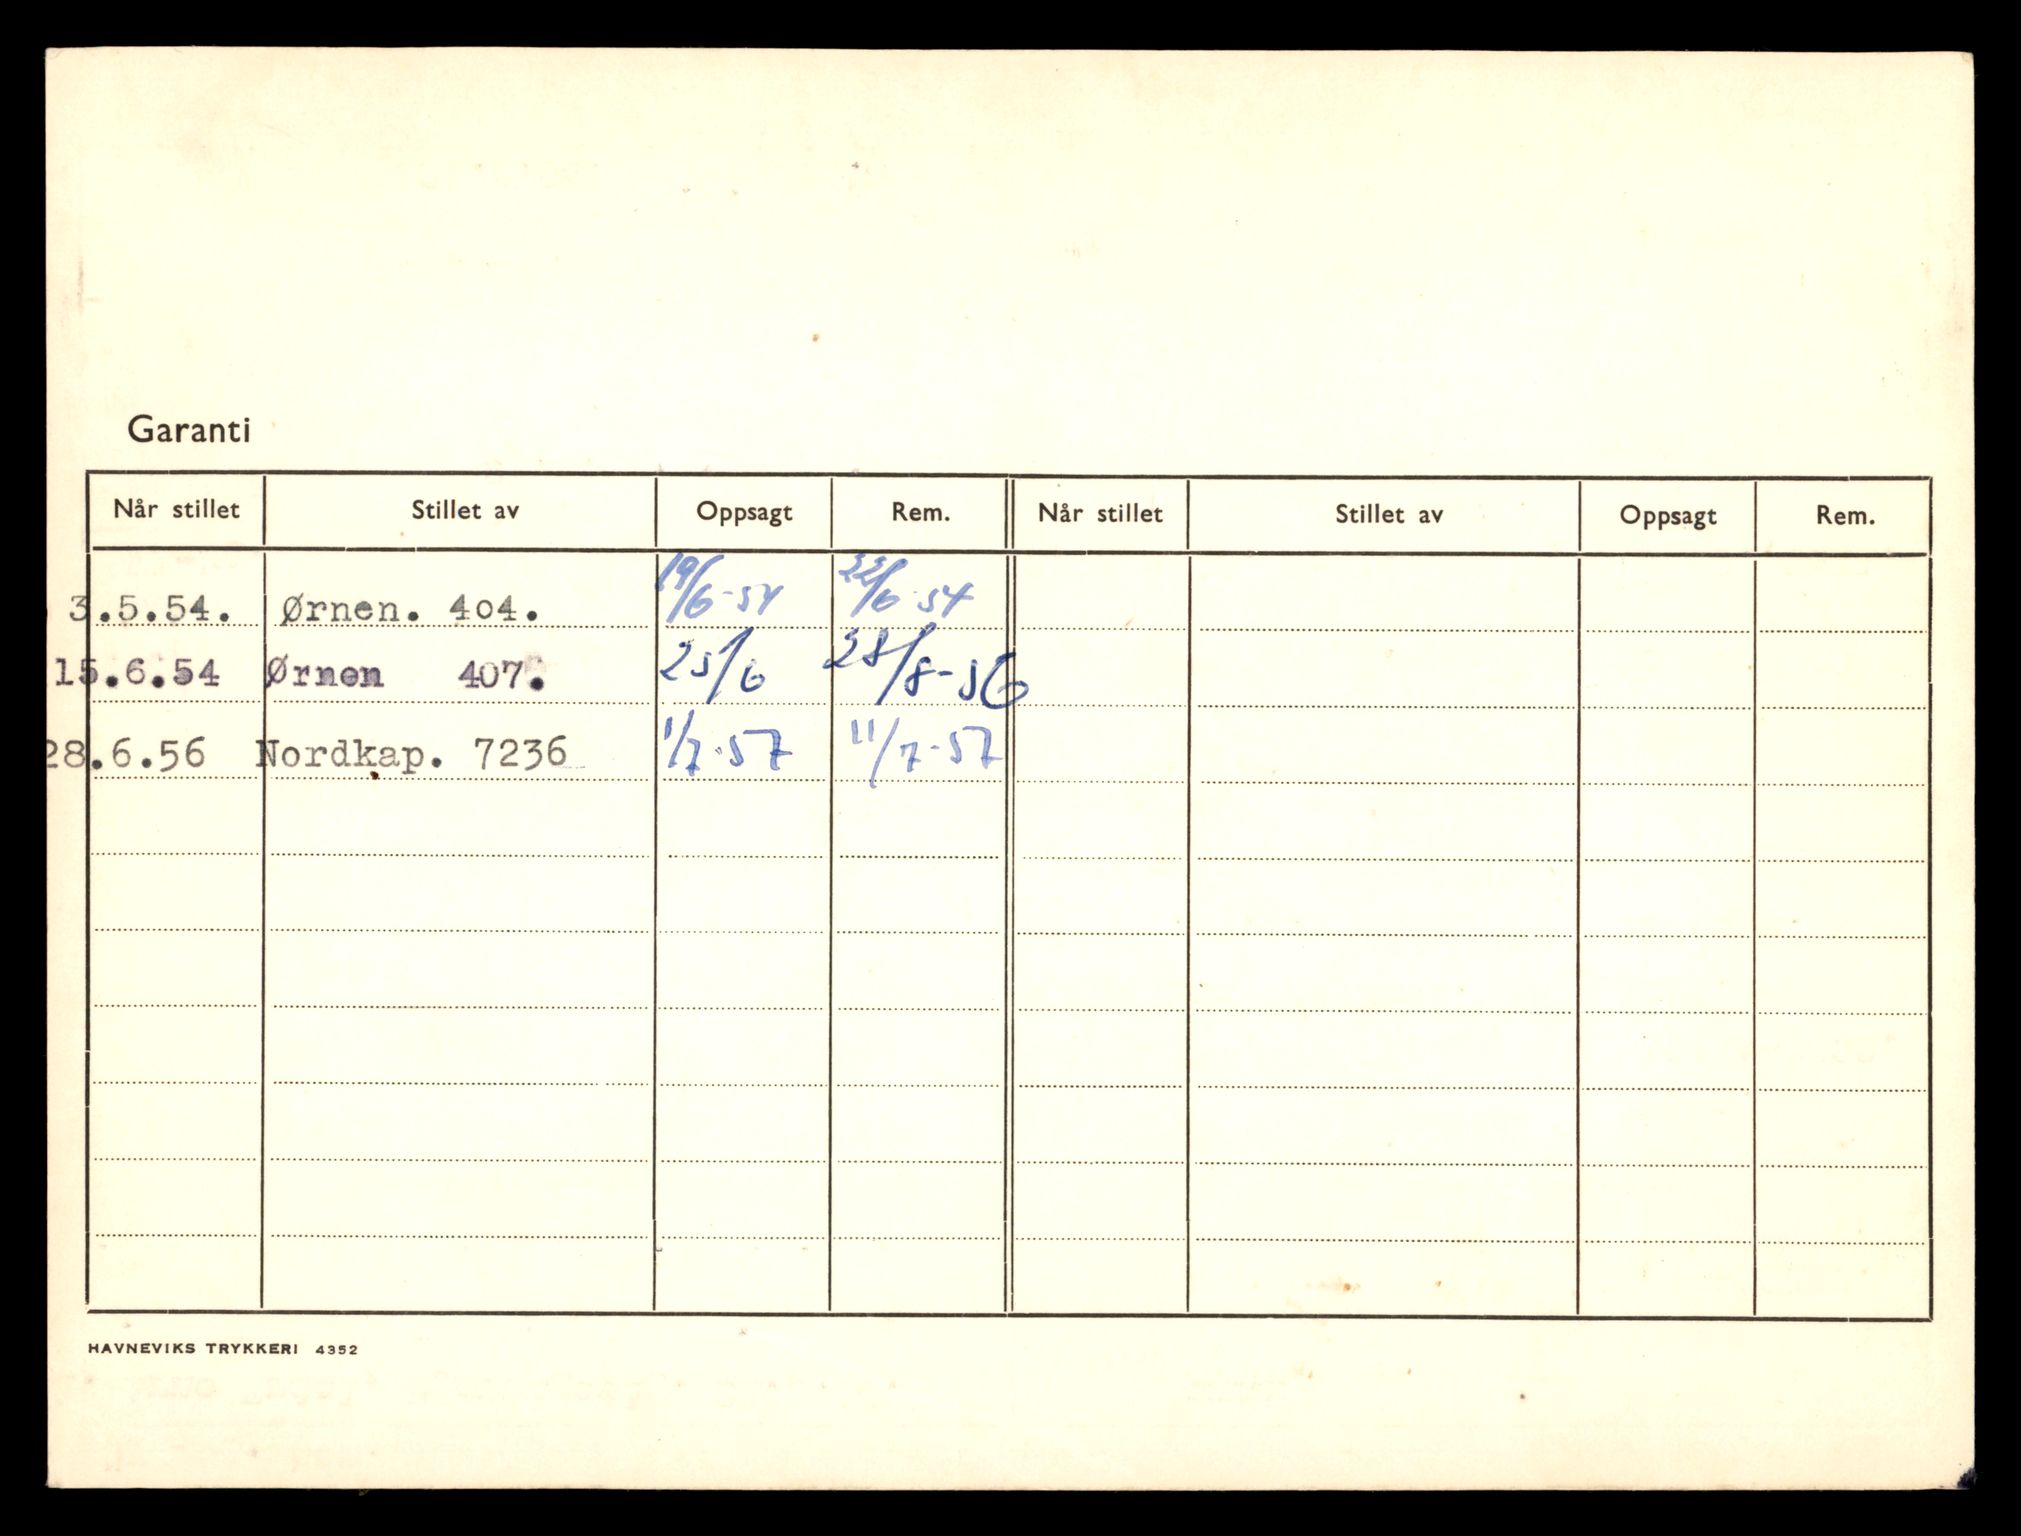 Garanti
Når stillet Stillet av Oppsagt Rem. Når stillet Stillet av Oppsagt Rem.
3.5.54. Ørnen. 404. 19/6-54 22/6-54
15.6.54 Ørnen 407. 25/6 28/8-56
28.6.56 Nordkap. 7236 1/7-57 11/7-57
HAVNEVIKS TRYKKERI 4352